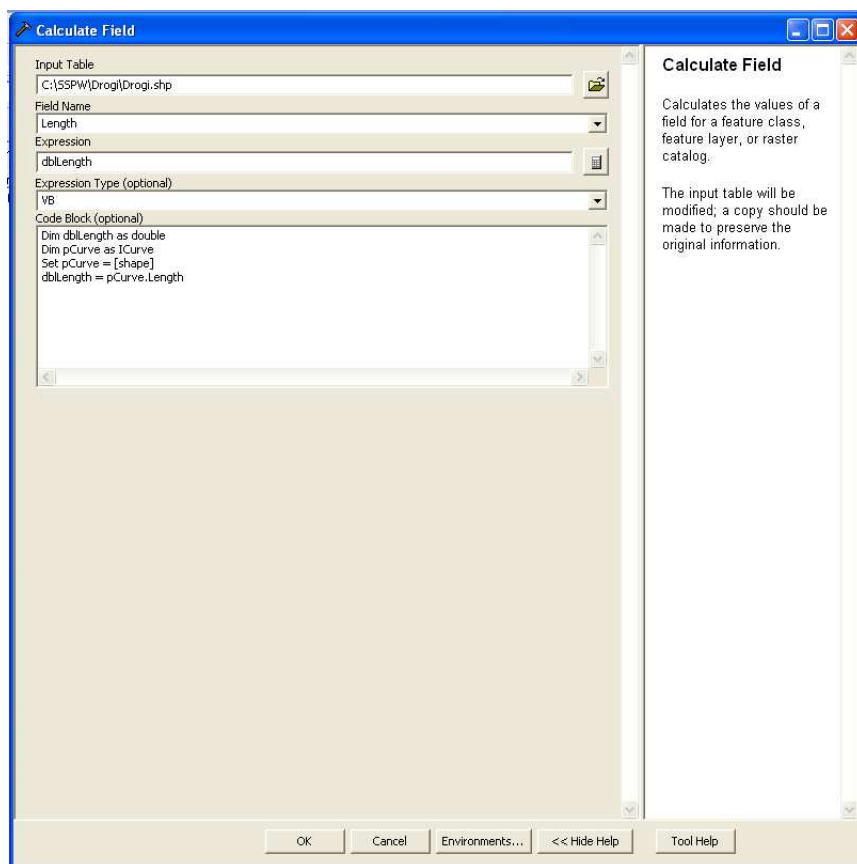 Calculate Field
Input Table
C:\SSPW\Drogi\Drogi.shp
Field Name
Length
Expression
dblLength
Expression Type (optional)
VB
Code Block (optional)
Dim dblLength as double
Dim pCurve as ICurve
Set pCurve = [shape]
dblLength = pCurve.Length
Calculate Field
Calculates the values of a
field for a feature class,
feature layer, or raster
catalog.
The input table will be
modified; a copy should be
made to preserve the
original information.
OK
Cancel
Environments...
<< Hide Help
Tool Help